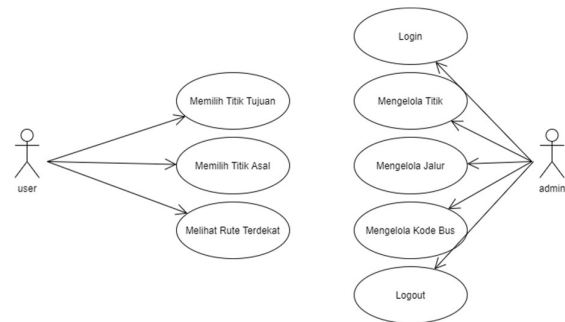 Login
Memilih Titik Tujuan
Mengelola Titik
user
Memilih Titik Asal
Mengelola Jalur
admin
Melihat Rute Terdekat
Mengelola Kode Bus
Logout